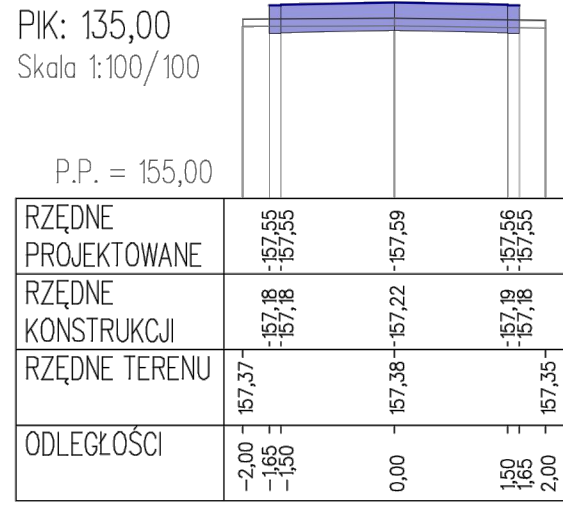 PIK: 135,00
Skala 1:100/100
P.P. = 155,00
RZĘDNE
PROJEKTOWANE
157,55
157,55
157,59
157,56
157,55
RZĘDNE
KONSTRUKCJI
157,18
157,18
157,22
157,19
157,18
RZĘDNE TERENU
157,37
157,38
157,35
ODLEGŁOŚCI
-2,00
-1,65
-1,50
0,00
1,50
1,65
2,00